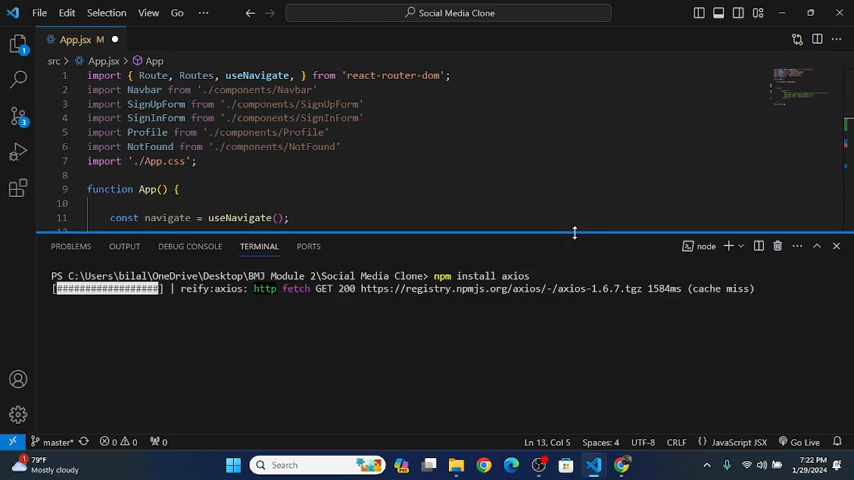 File Edit Selection View Go ··· Social Media Clone
App.jsx M
src > App.jsx > App
1 import { Route, Routes, useNavigate, } from 'react-router-dom';
2 import Navbar from './components/Navbar'
3 import SignUpForm from './components/SignUpForm'
4 import SignInForm from './components/SignInForm'
5 import Profile from './components/Profile'
6 import NotFound from './components/NotFound'
7 import './App.css';
8
9 function App() {
10
11 const navigate = useNavigate();
PROBLEMS OUTPUT DEBUG CONSOLE TERMINAL PORTS node
PS C:\Users\bilal\OneDrive\Desktop\BMJ Module 2\Social Media Clone> npm install axios
[##################] | reify:axios: http fetch GET 200 https://registry.npmjs.org/axios/-/axios-1.6.7.tgz 1584ms (cache miss)
1
3
master* 0 0 0 Ln 13, Col 5 Spaces: 4 UTF-8 CRLF { } JavaScript JSX Go Live
79°F
Mostly cloudy
Search
7:22 PM
1/29/2024